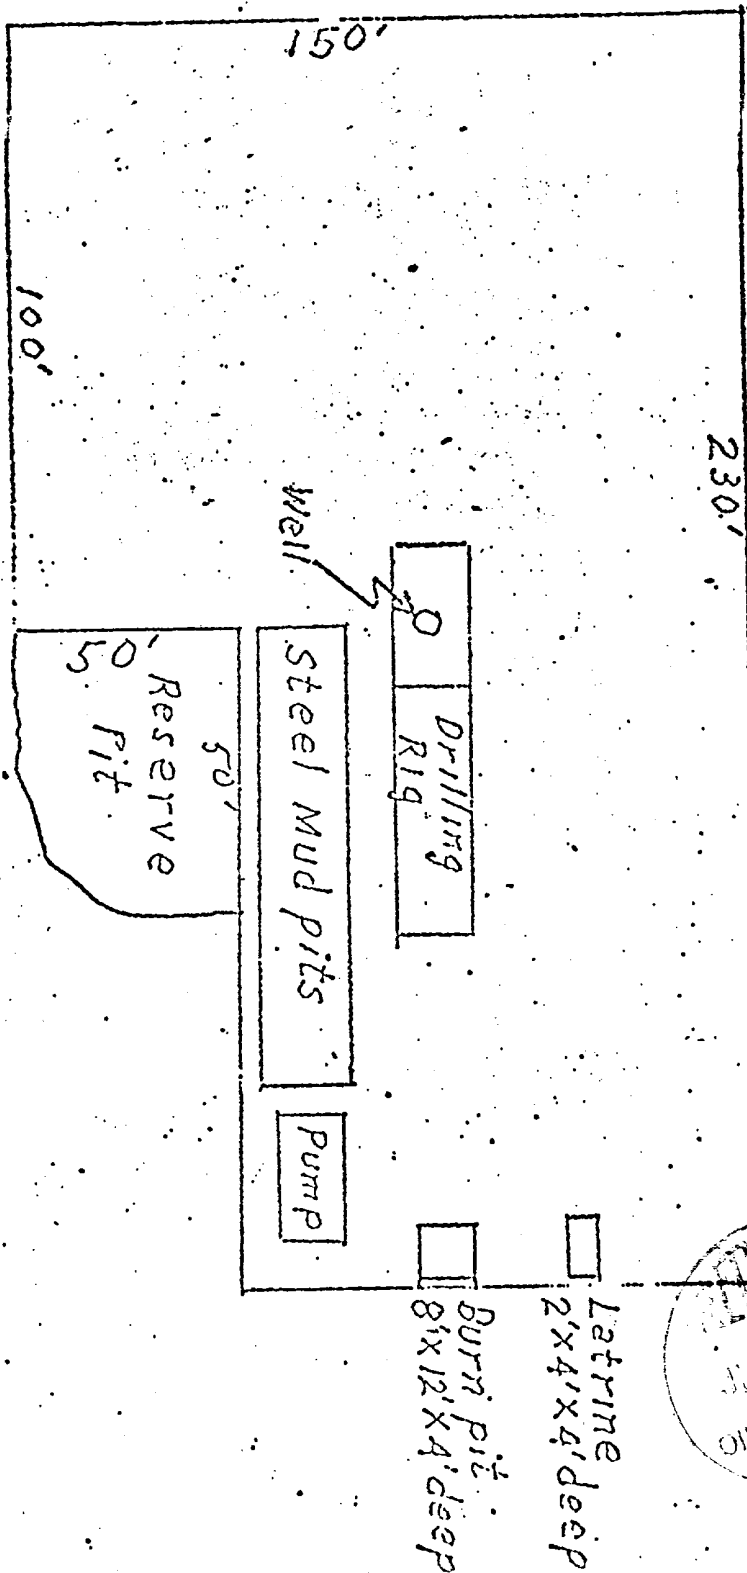 150'
230'
100'
Well
Drilling
Rig
Steel Mud pits
50'
50'
Reserve
Pit
Pump
Latrine
2'x4'x4'deep
Burn pit
8'x12'x4'deep